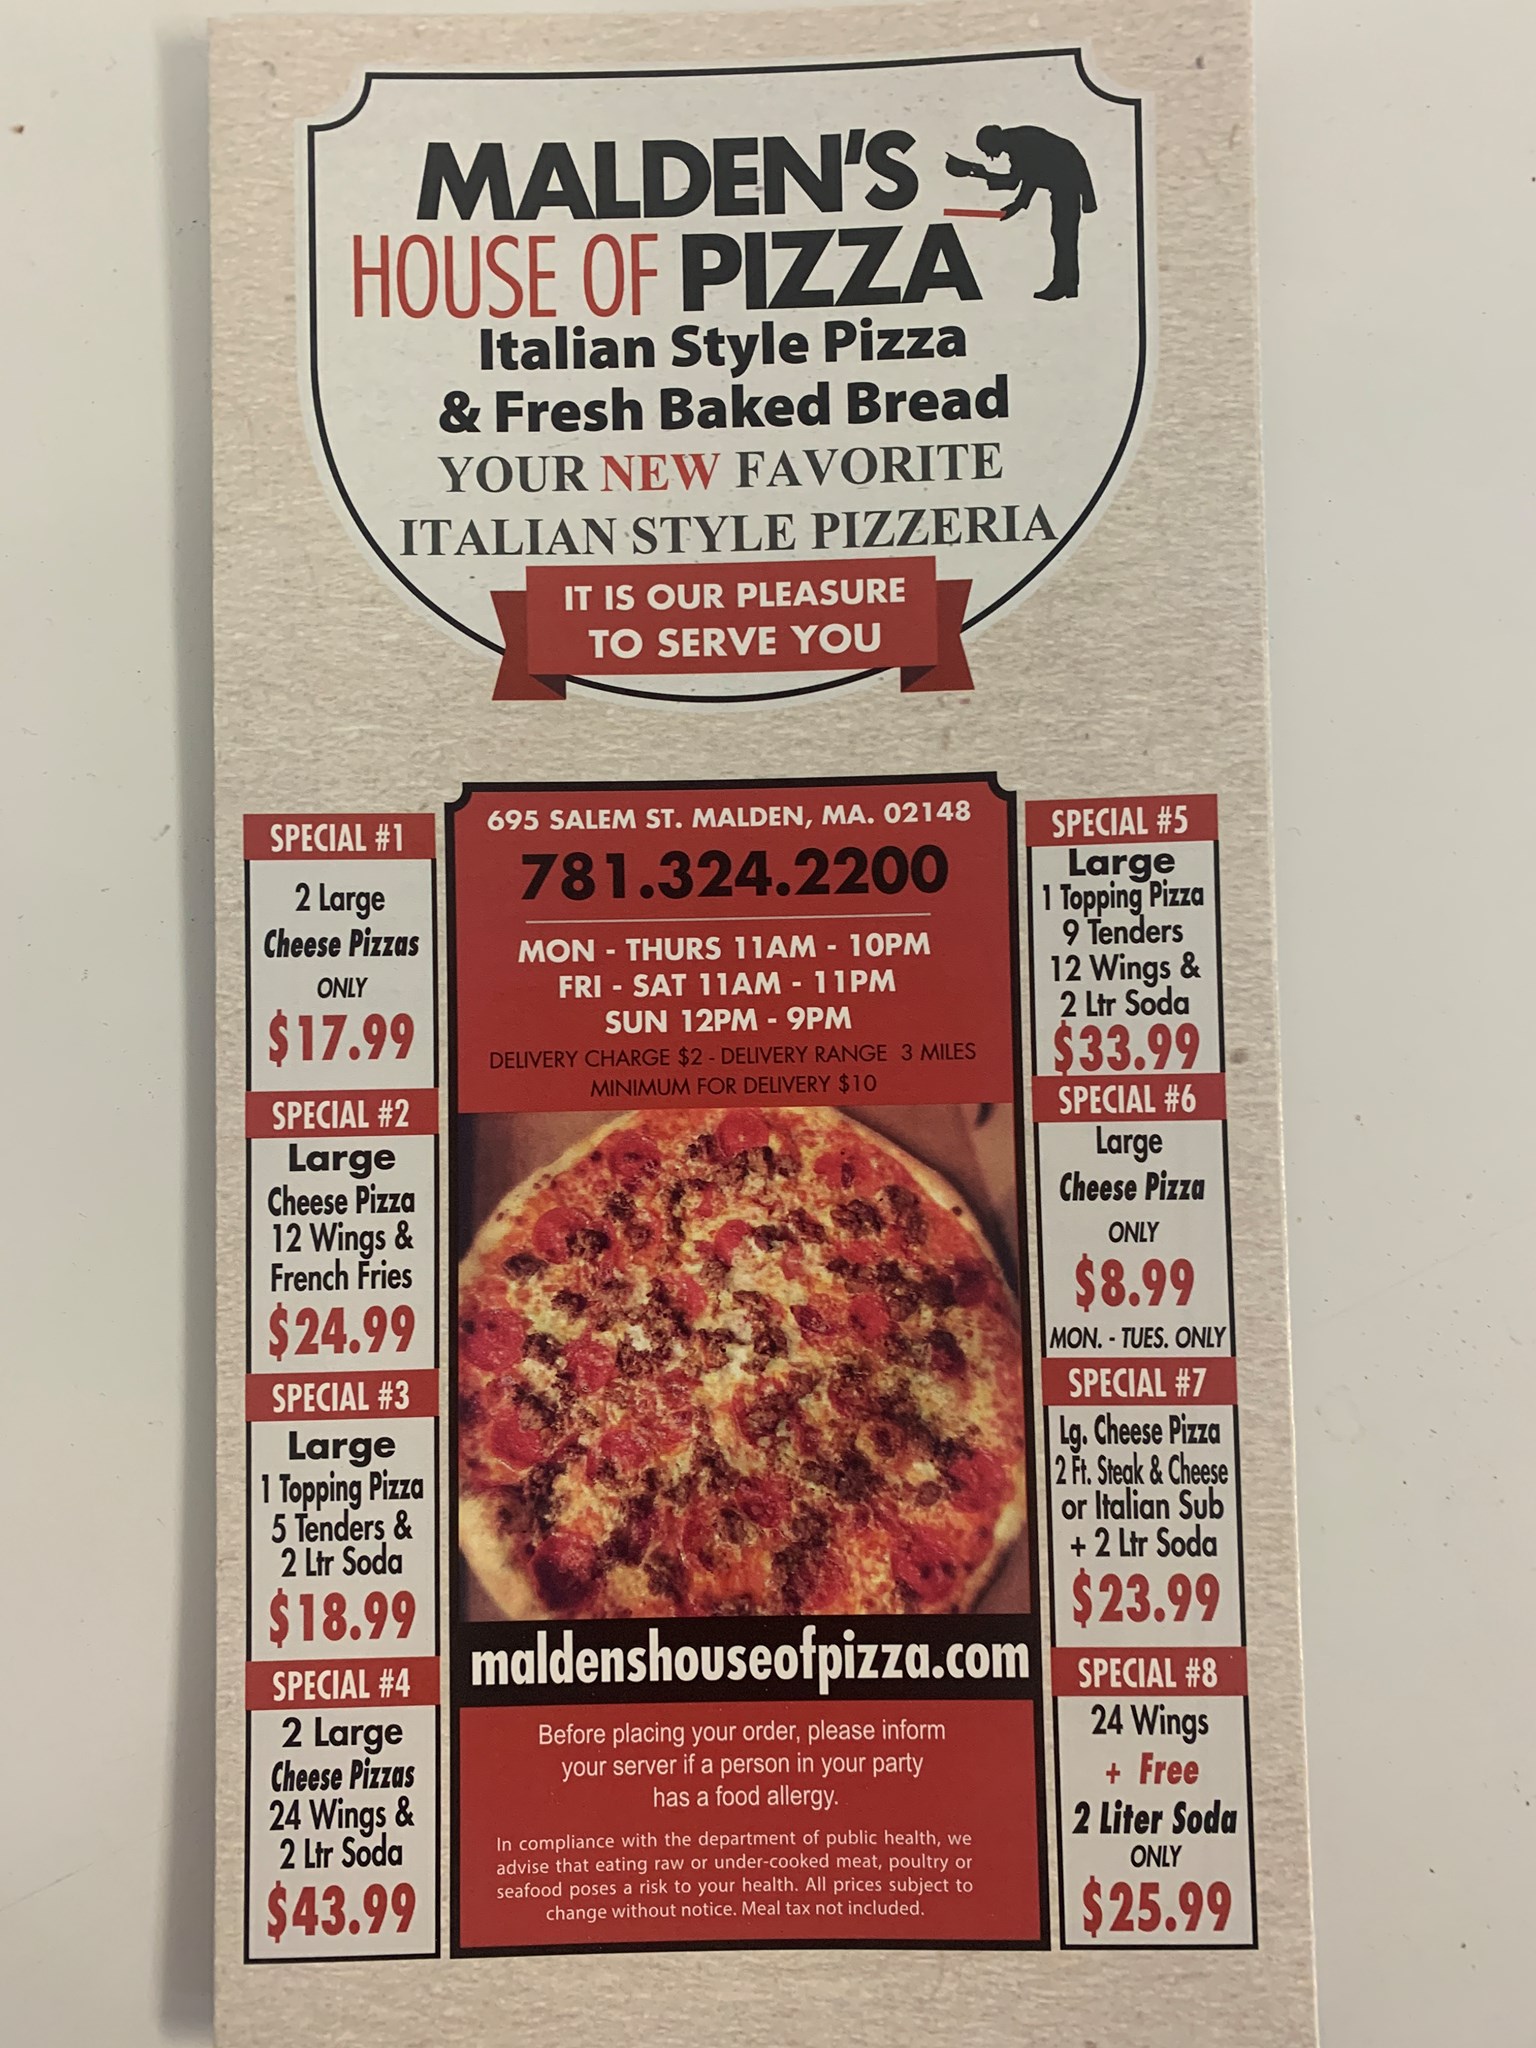 MALDEN'S
HOUSE OF PIZZA
Italian Style Pizza
& Fresh Baked Bread
YOUR NEW FAVORITE
ITALIAN STYLE PIZZERIA
IT IS OUR PLEASURE
TO SERVE YOU
SPECIAL #1
2 Large
Cheese Pizzas
ONLY
$17.99
SPECIAL #2
Large
Cheese Pizza
12 Wings &
French Fries
$24.99
SPECIAL #3
Large
1 Topping Pizza
5 Tenders &
2 Ltr Soda
$18.99
SPECIAL #4
2 Large
Cheese Pizzas
24 Wings &
2 Ltr Soda
$43.99
695 SALEM ST. MALDEN, MA. 02148
781.324.2200
MON - THURS 11AM - 10PM
FRI - SAT 11AM - 11PM
SUN 12PM - 9PM
DELIVERY CHARGE $2 - DELIVERY RANGE 3 MILES
MINIMUM FOR DELIVERY $10
maldenshouseofpizza.com
Before placing your order, please inform
your server if a person in your party
has a food allergy.
In compliance with the department of public health, we
advise that eating raw or under-cooked meat, poultry or
seafood poses a risk to your health. All prices subject to
change without notice. Meal tax not included.
SPECIAL #5
Large
1 Topping Pizza
9 Tenders
12 Wings &
2 Ltr Soda
$33.99
SPECIAL #6
Large
Cheese Pizza
ONLY
$8.99
MON. - TUES. ONLY
SPECIAL #7
Lg. Cheese Pizza
2 Ft. Steak & Cheese
or Italian Sub
+ 2 Ltr Soda
$23.99
SPECIAL #8
24 Wings
+ Free
2 Liter Soda
ONLY
$25.99